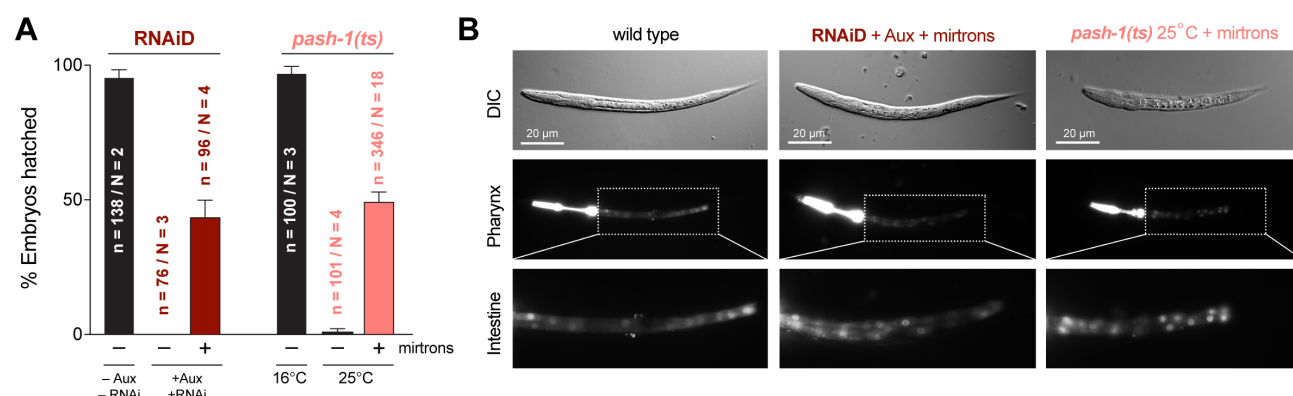 A
RNAiD
pash-1(ts)
% Embryos hatched
100
50
0
n = 138 / N = 2
n = 76 / N = 3
n = 96 / N = 4
n = 100 / N = 3
n = 101 / N = 4
n = 346 / N = 18
– – + – – + mirtrons
– Aux
– RNAi
+Aux
+RNAi
16°C
25°C
B
wild type
RNAiD + Aux + mirtrons
pash-1(ts) 25°C + mirtrons
DIC
20 µm
20 µm
20 µm
Pharynx
Intestine